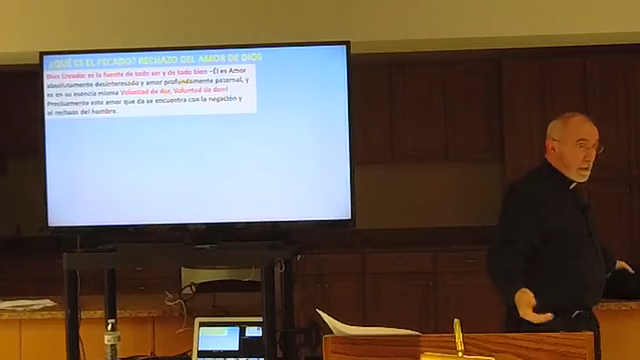 ¿QUÉ ES EL PECADO? RECHAZO DEL AMOR DE DIOS
Dios Creador es la fuente de todo ser y de todo bien –Él es Amor
absolutamente desinteresado y amor profundamente paternal, y
es en su esencia misma Voluntad de dar, Voluntad de don!
Precisamente este amor que da se encuentra con la negación y
el rechazo del hombre.